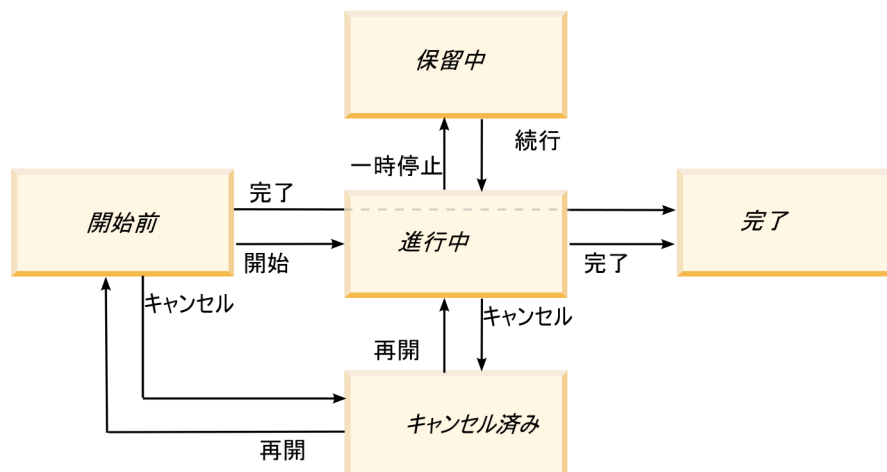 保留中
一時停止
続行
開始前
完了
開始
進行中
完了
完了
キャンセル
再開
キャンセル
再開
キャンセル済み